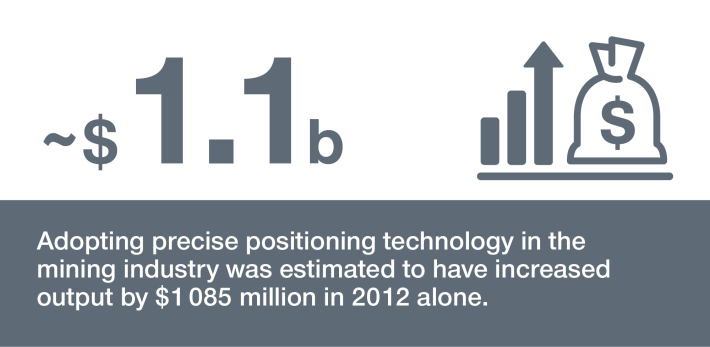 ~$1.1b
$
Adopting precise positioning technology in the
mining industry was estimated to have increased
output by $1 085 million in 2012 alone.